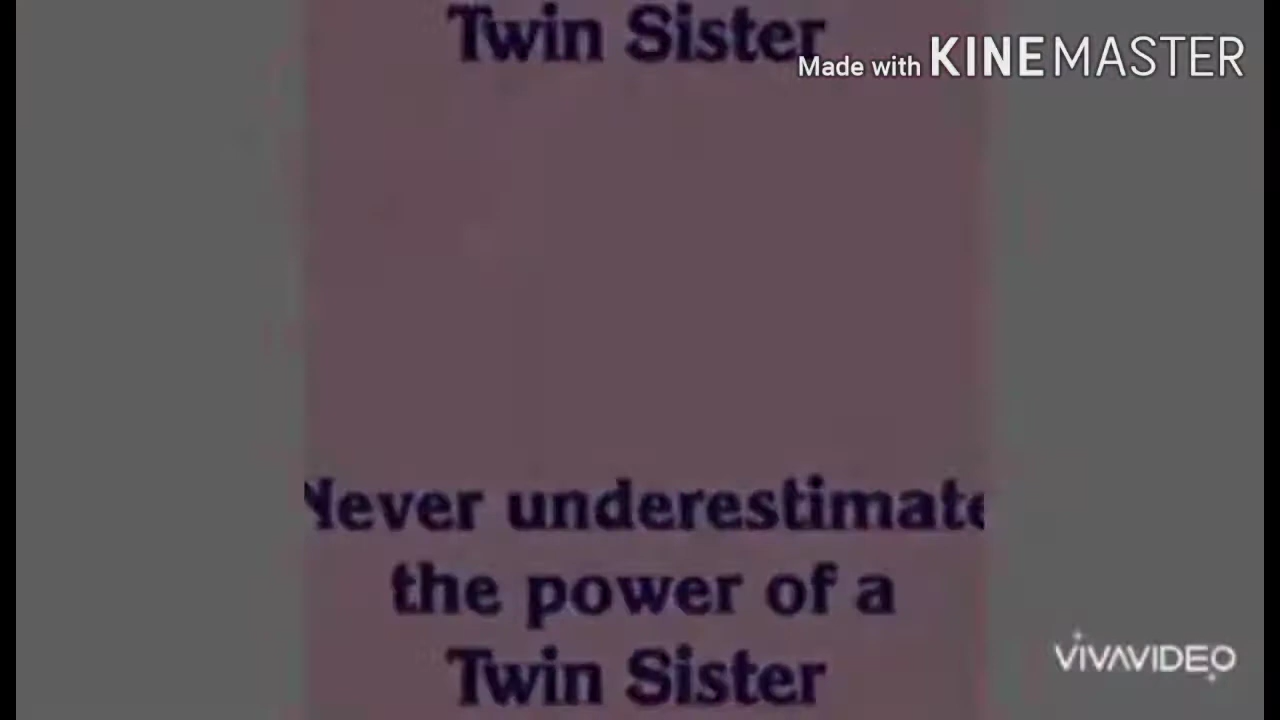 Twin Sister
Made with KINEMASTER
Never underestimate
the power of a
Twin Sister
VIVAVIDEO